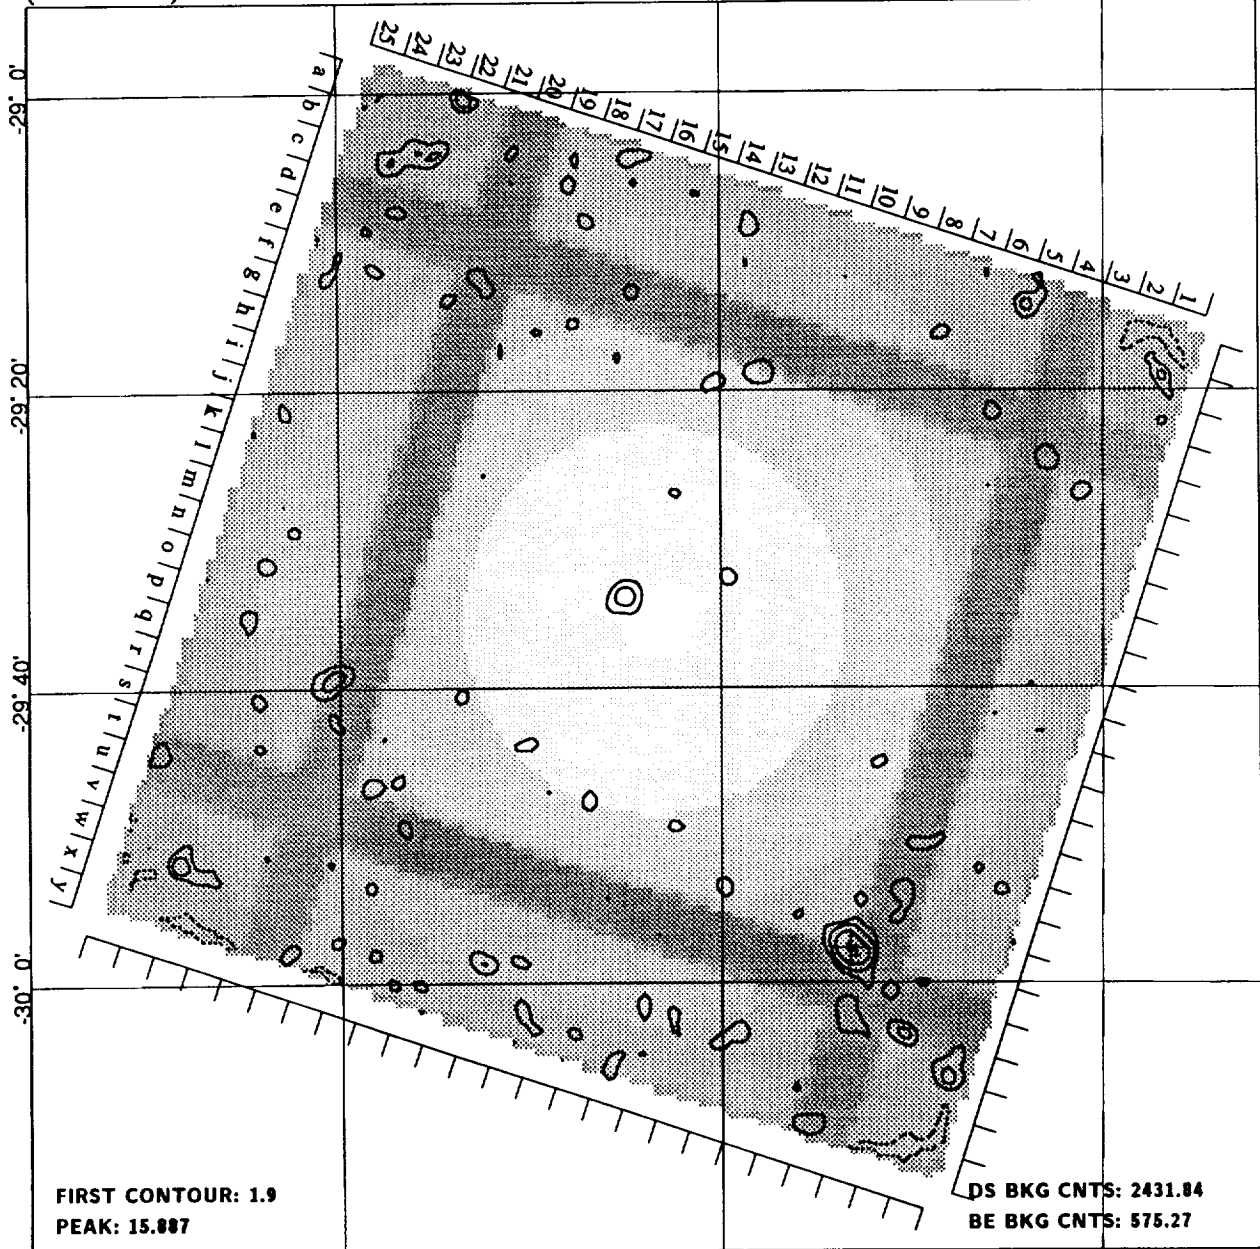 25 24 23 22 21 20 19 18 17 16 15 14 13 12 11 10 9 8 7 6 5 4 3 2 1
a b c d e f g h i j k l m n o p q r s t u v w x y
-29° 0'
-29° 20'
-29° 40'
-30° 0'
FIRST CONTOUR: 1.9
PEAK: 15.887
DS BKG CNTS: 2431.84
BE BKG CNTS: 575.27